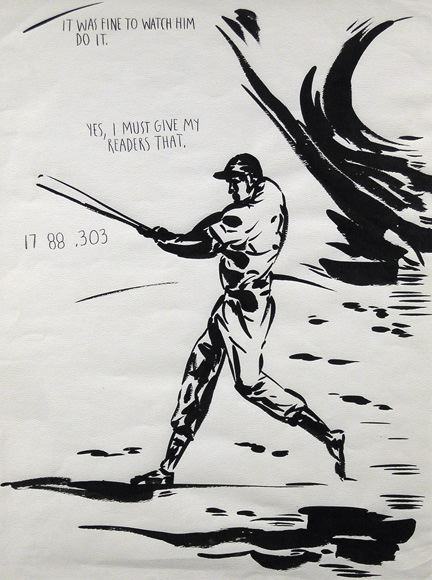 IT WAS FINE TO WATCH HIM
DO IT.
YES, I MUST GIVE MY
READERS THAT.
17 88 .303